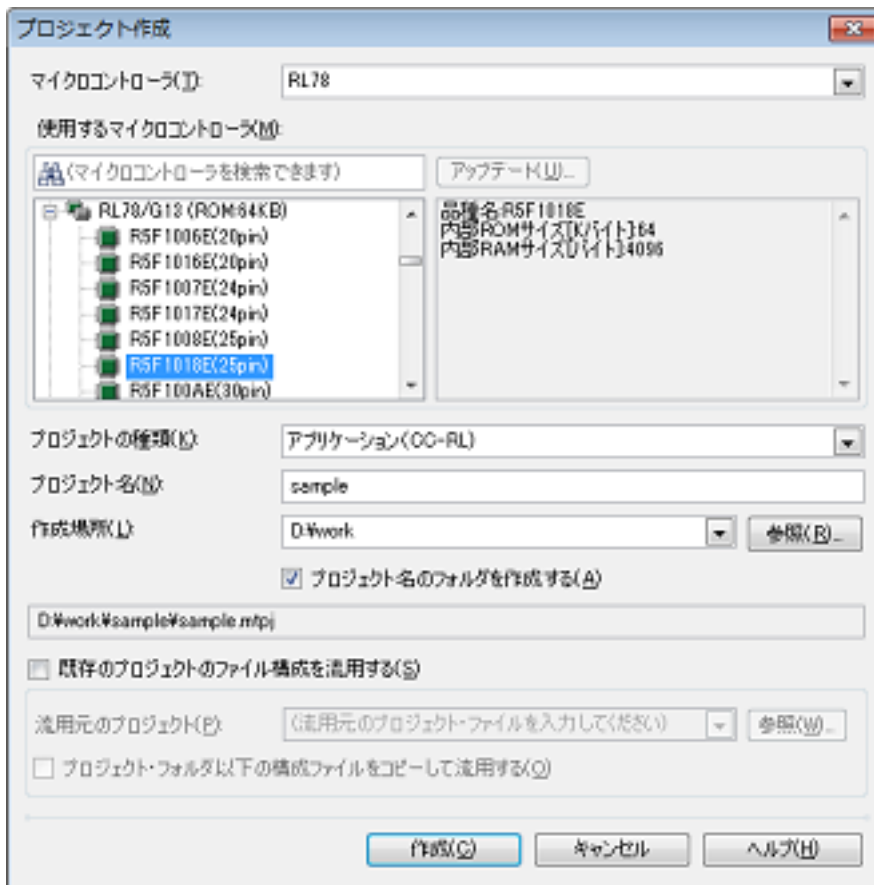 プロジェクト作成
マイクロコントローラ(T): RL78
使用するマイクロコントローラ(M):
(マイクロコントローラを検索できます) アップデート(U)...
RL78/G13 (ROM:64KB)
R5F1006E(20pin)
R5F1016E(20pin)
R5F1007E(24pin)
R5F1017E(24pin)
R5F1008E(25pin)
R5F1018E(25pin)
R5F100AE(30pin)
品種名:R5F1018E
内部ROMサイズ[Kバイト]:64
内部RAMサイズ[バイト]:4096
プロジェクトの種類(K): アプリケーション(CC-RL)
プロジェクト名(N): sample
作成場所(L): D:¥work 参照(R)...
プロジェクト名のフォルダを作成する(A)
D:¥work¥sample¥sample.mtpj
既存のプロジェクトのファイル構成を流用する(S)
流用元のプロジェクト(P): (流用元のプロジェクト・ファイルを入力してください) 参照(W)...
プロジェクト・フォルダ以下の構成ファイルをコピーして流用する(O)
作成(C) キャンセル ヘルプ(H)